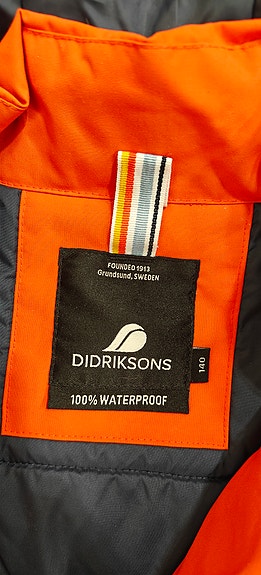 FOUNDED 1913
Grundsund, SWEDEN
DIDRIKSONS
140
100% WATERPROOF